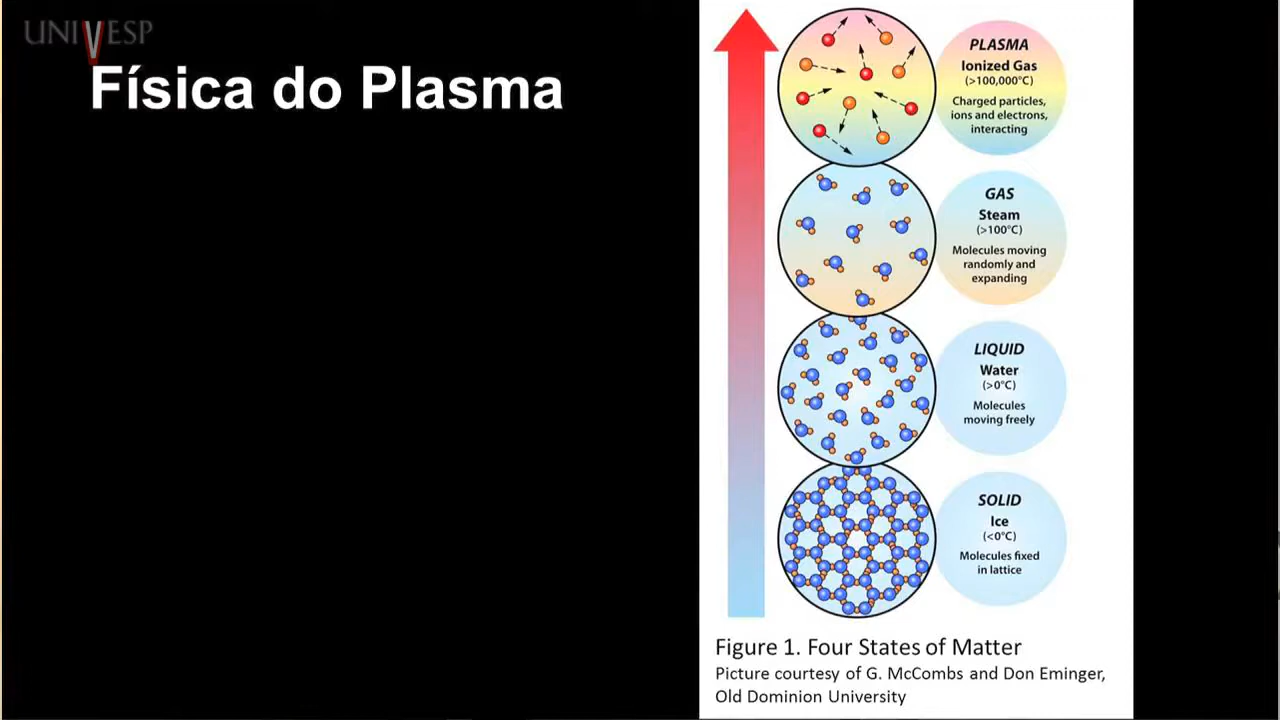 UNIVESP
Física do Plasma
PLASMA
Ionized Gas
(>100,000°C)
Charged particles,
ions and electrons,
interacting
GAS
Steam
(>100°C)
Molecules moving
randomly and
expanding
LIQUID
Water
(>0°C)
Molecules
moving freely
SOLID
Ice
(<0°C)
Molecules fixed
in lattice
Figure 1. Four States of Matter
Picture courtesy of G. McCombs and Don Eminger,
Old Dominion University